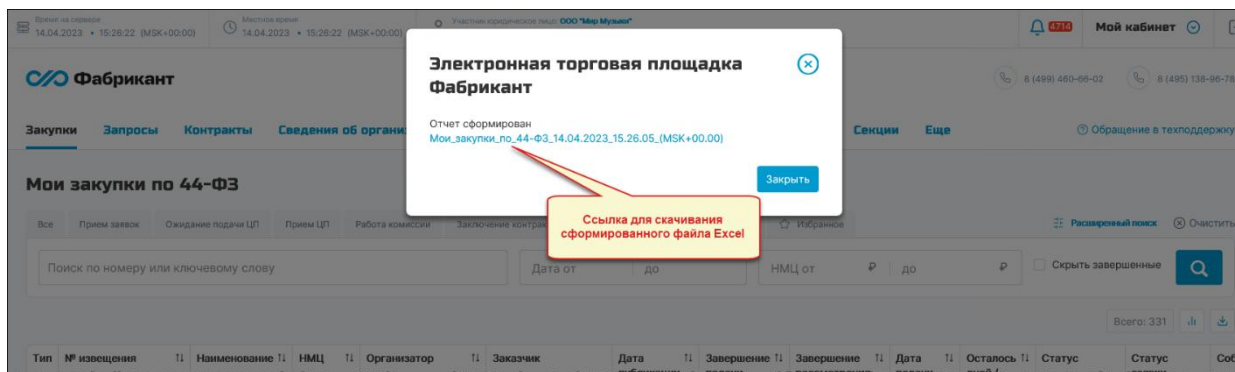 Время на сервере
14.04.2023 • 15:26:22 (MSK+00:00)
Местное время
14.04.2023 • 15:26:22 (MSK+00:00)
Участник юридическое лицо: ООО "Мир Музыки"
4714
Мой кабинет
Фабрикант
8 (499) 460-66-02
8 (495) 138-96-78
Закупки Запросы Контракты Сведения об органи
Секции Еще
Обращение в техподдержку
Электронная торговая площадка
Фабрикант
Отчет сформирован
Мои_закупки_по_44-ФЗ_14.04.2023_15.26.05_(MSK+00.00)
Закрыть
Ссылка для скачивания
сформированного файла Excel
Мои закупки по 44-ФЗ
Все Прием заявок Ожидание подачи ЦП Прием ЦП Работа комиссии Заключение контрак
Избранное
Расширенный поиск
Очистить
Поиск по номеру или ключевому слову
Дата от до
НМЦ от ₽ до ₽
Скрыть завершенные
Всего: 331
Тип № извещения Наименование НМЦ Организатор Заказчик Дата Завершение Завершение Дата Осталось Статус Статус Соб